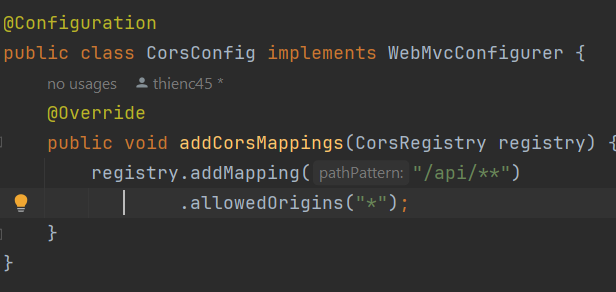 @Configuration
public class CorsConfig implements WebMvcConfigurer {
no usages thienc45 *
@Override
public void addCorsMappings(CorsRegistry registry) {
registry.addMapping( pathPattern: "/api/**")
.allowedOrigins("*");
}
}